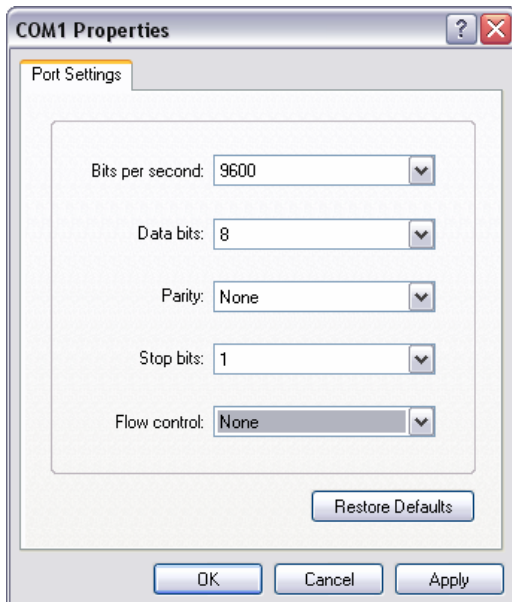 COM1 Properties
?
Port Settings
Bits per second: 9600
Data bits: 8
Parity: None
Stop bits: 1
Flow control: None
Restore Defaults
OK Cancel Apply